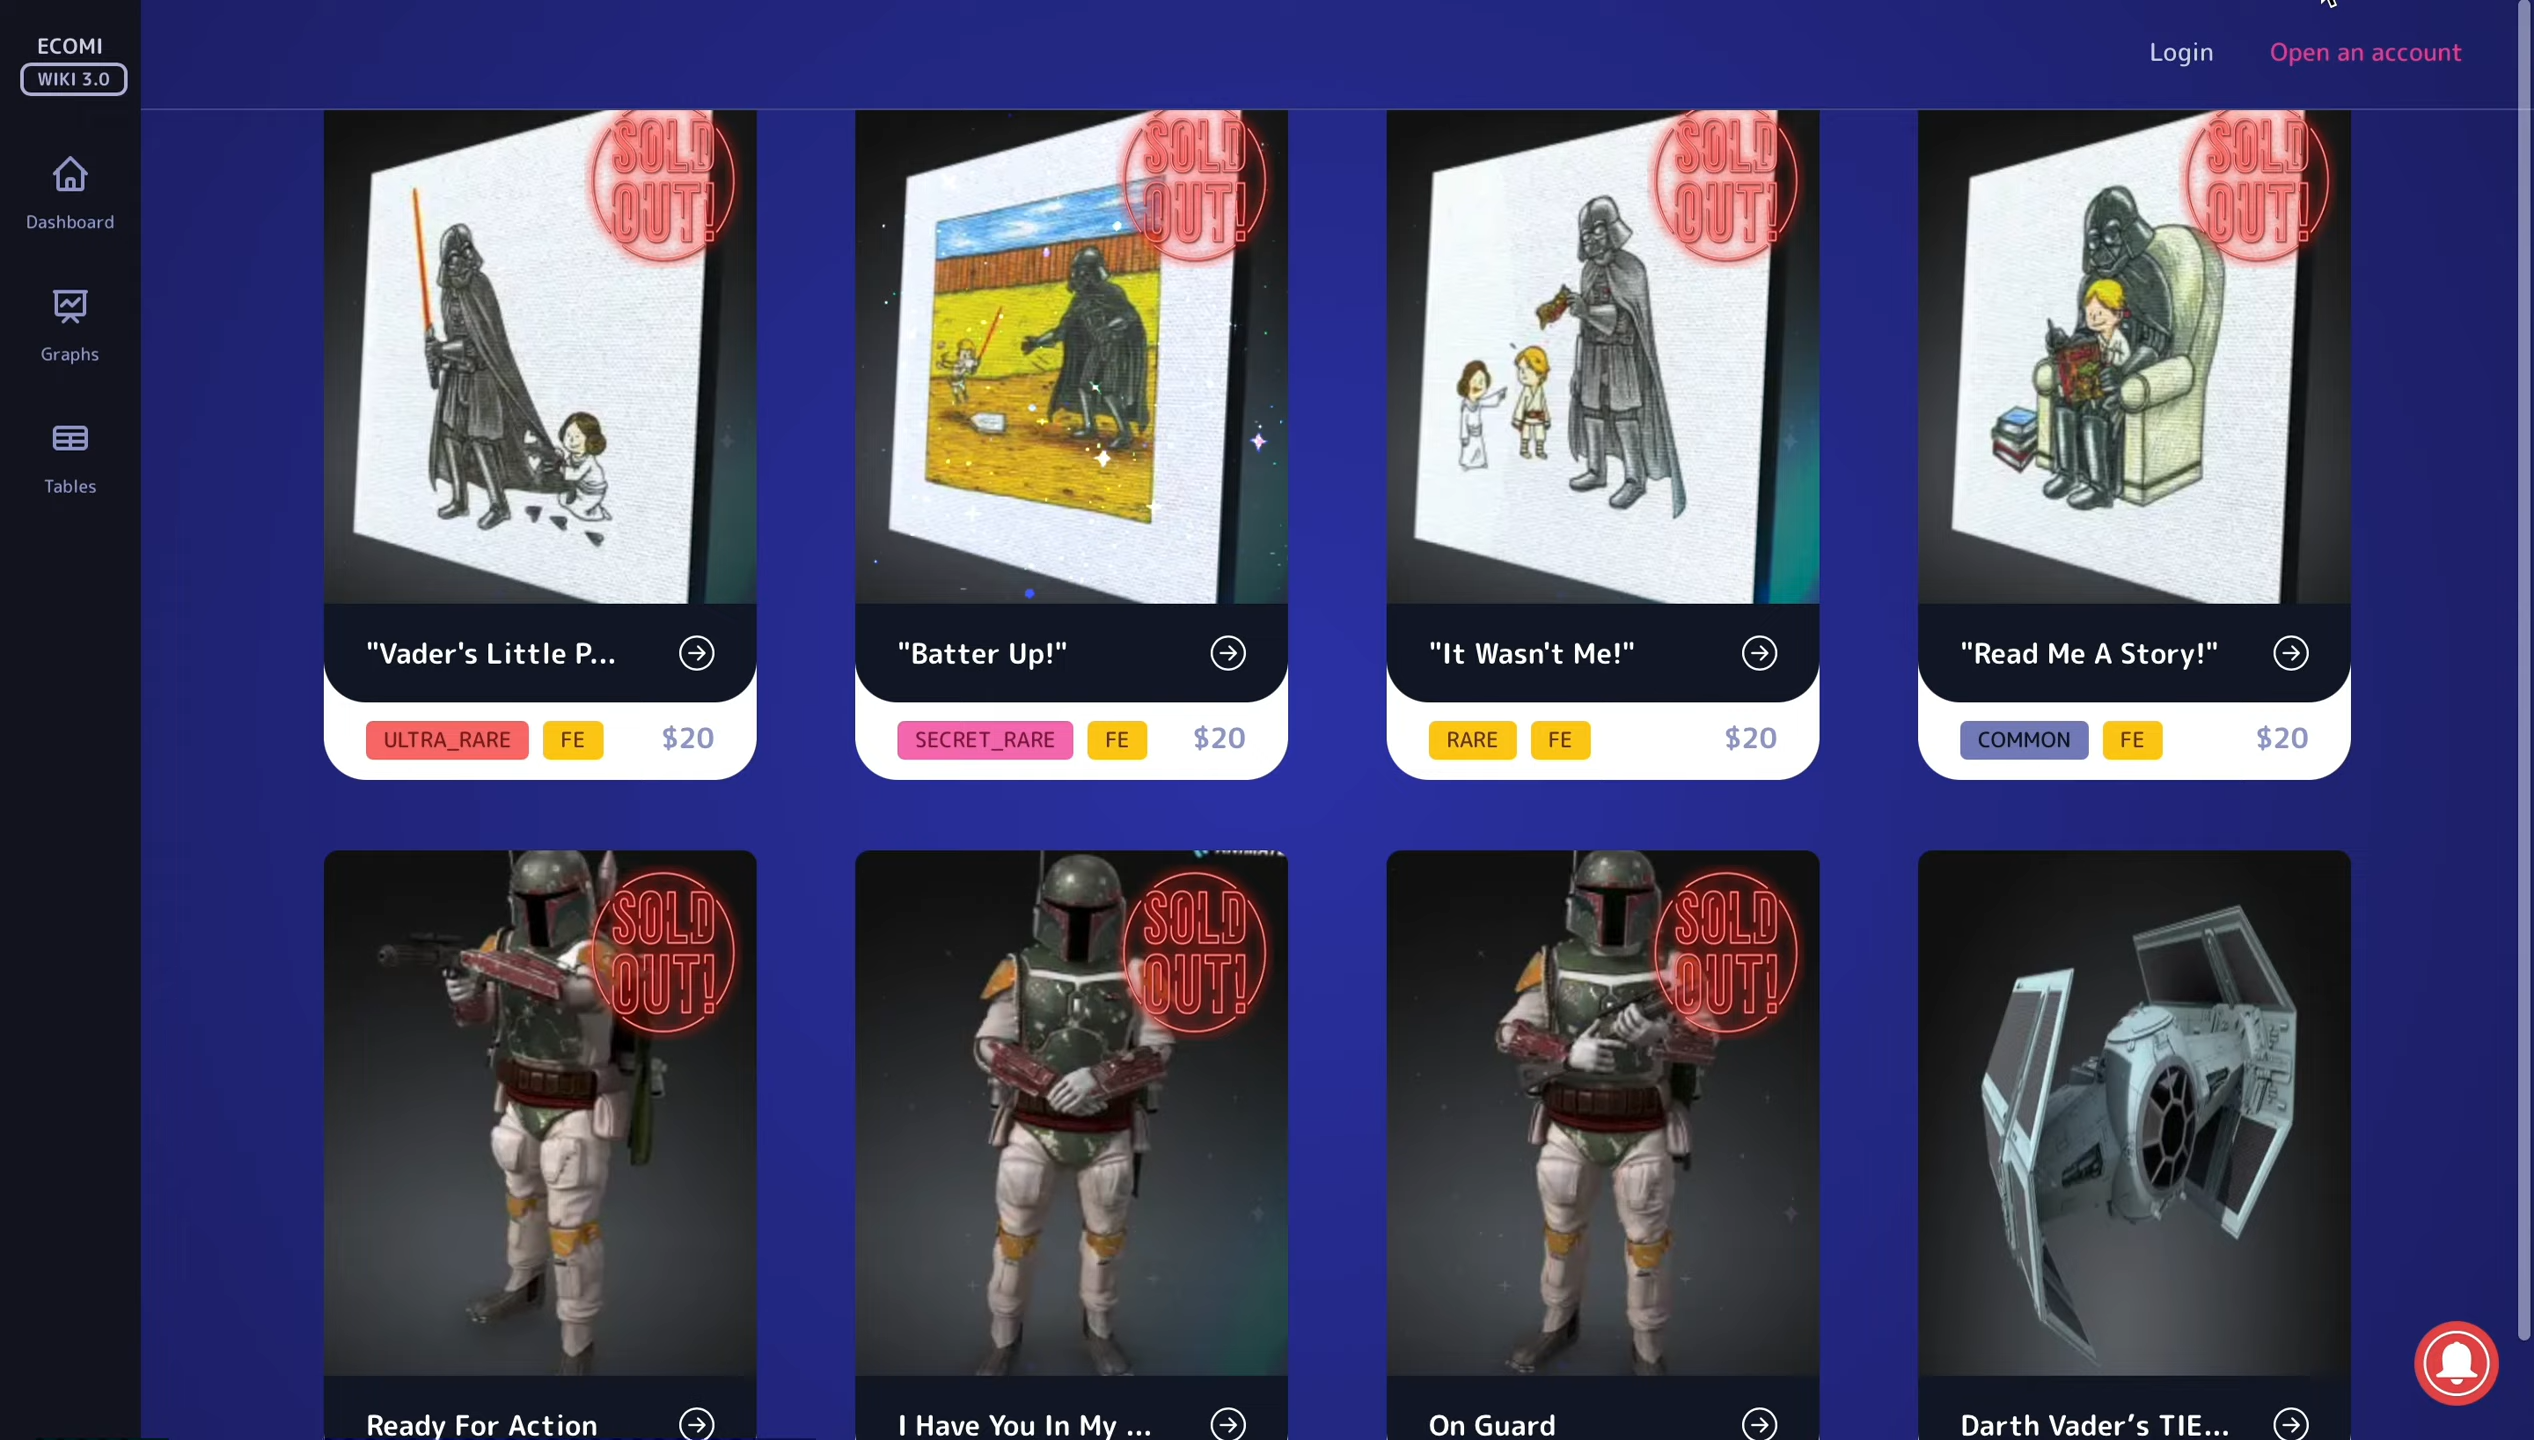 ECOMI
WIKI 3.0
Login
Open an account
Dashboard
Graphs
Tables
SOLD
OUT!
SOLD
OUT!
SOLD
OUT!
SOLD
OUT!
"Vader's Little P...
"Batter Up!"
"It Wasn't Me!"
"Read Me A Story!"
ULTRA_RARE
FE
$20
SECRET_RARE
FE
$20
RARE
FE
$20
COMMON
FE
$20
SOLD
OUT!
SOLD
OUT!
SOLD
OUT!
Ready For Action
I Have You In My ...
On Guard
Darth Vader’s TIE...